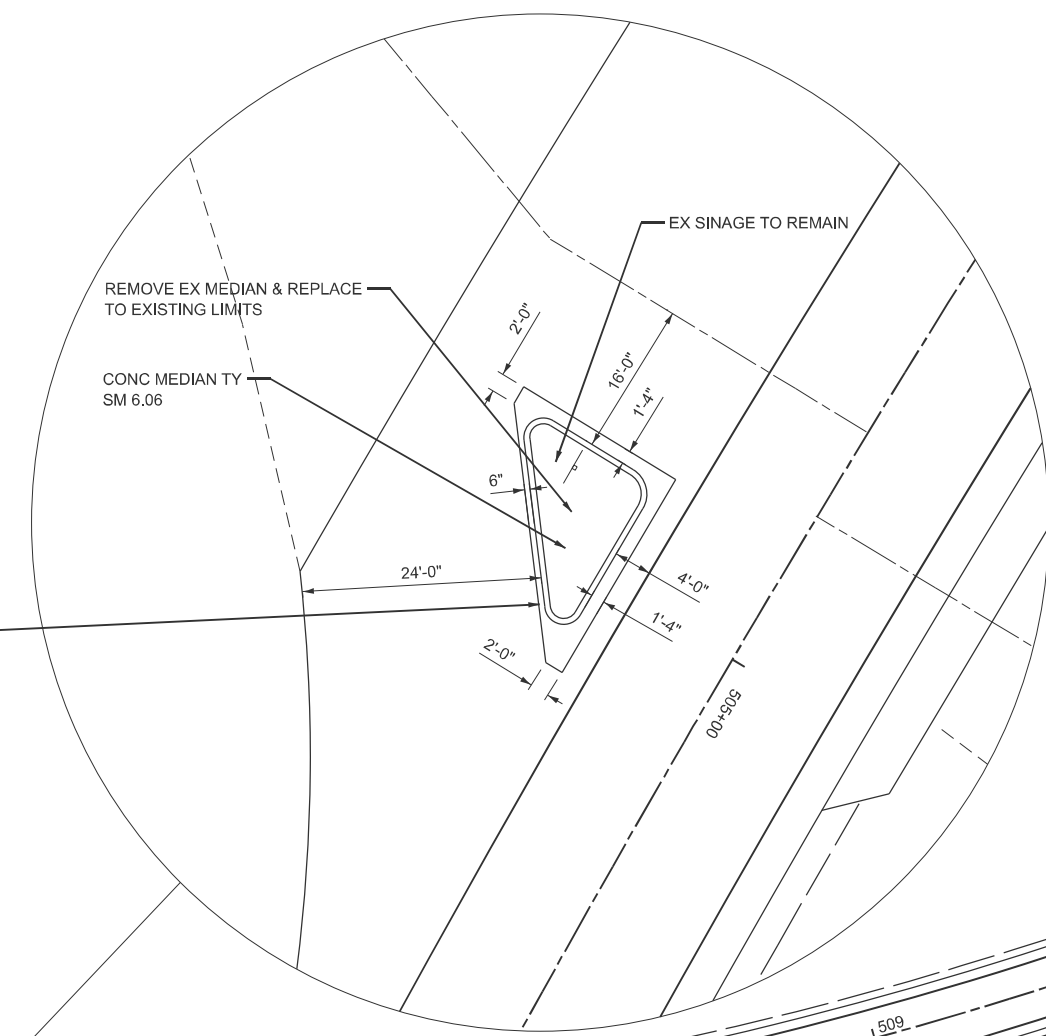 EX SINAGE TO REMAIN
REMOVE EX MEDIAN & REPLACE
TO EXISTING LIMITS
2'-0"
16'-0"
CONC MEDIAN TY
SM 6.06
1'-4"
6"
24'-0"
4'-0"
1'-4"
2'-0"
505+00
509